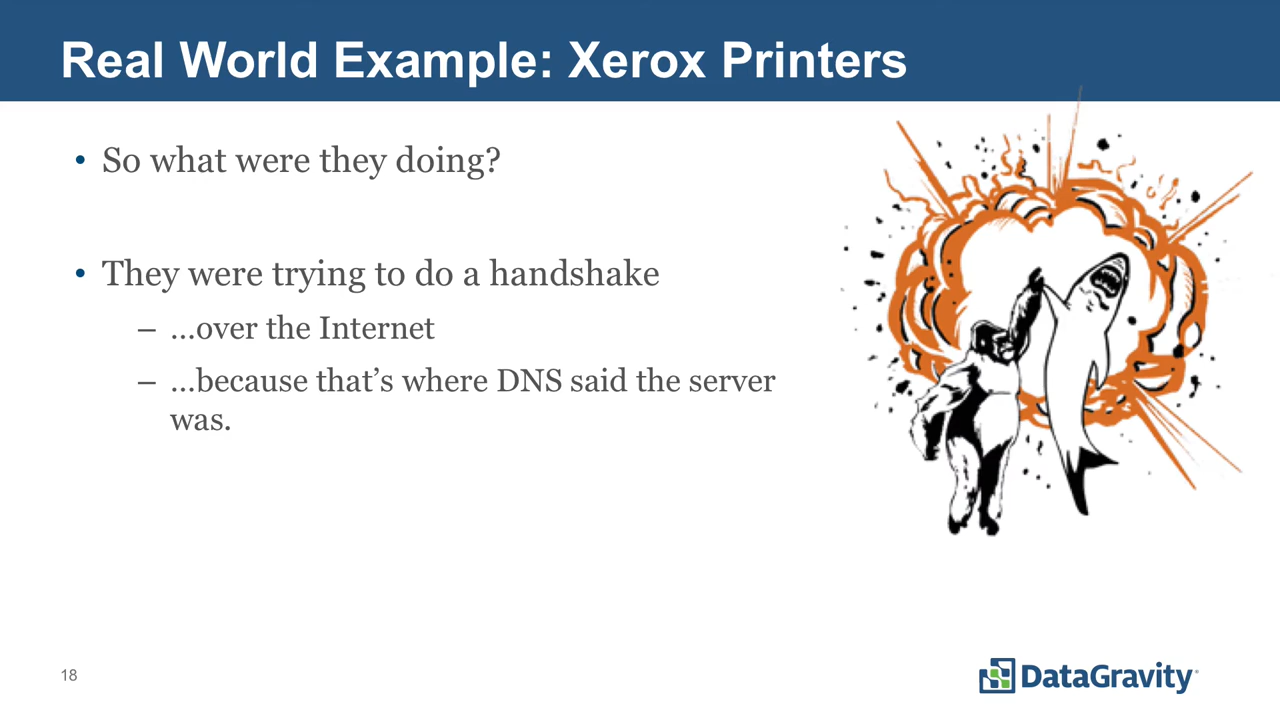 Real World Example: Xerox Printers
• So what were they doing?
• They were trying to do a handshake
– …over the Internet
– …because that’s where DNS said the server
was.
18
DataGravity